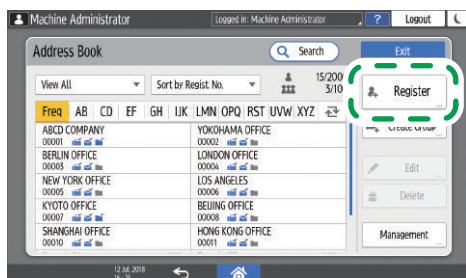 Machine Administrator
Logged in: Machine Administrator
?
Logout
Address Book
Search
Exit
View All
Sort by Regist. No.
15/2000
3/10
Register
Freq AB CD EF GH IJK LMN OPQ RST UVW XYZ
Create Group
ABCD COMPANY
00001
YOKOHAMA OFFICE
00002
BERLIN OFFICE
00003
LONDON OFFICE
00004
Edit
NEW YORK OFFICE
00005
LOS ANGELES
00006
Delete
KYOTO OFFICE
00007
BEIJING OFFICE
00008
SHANGHAI OFFICE
00010
HONG KONG OFFICE
00011
Management
12 Jul. 2018